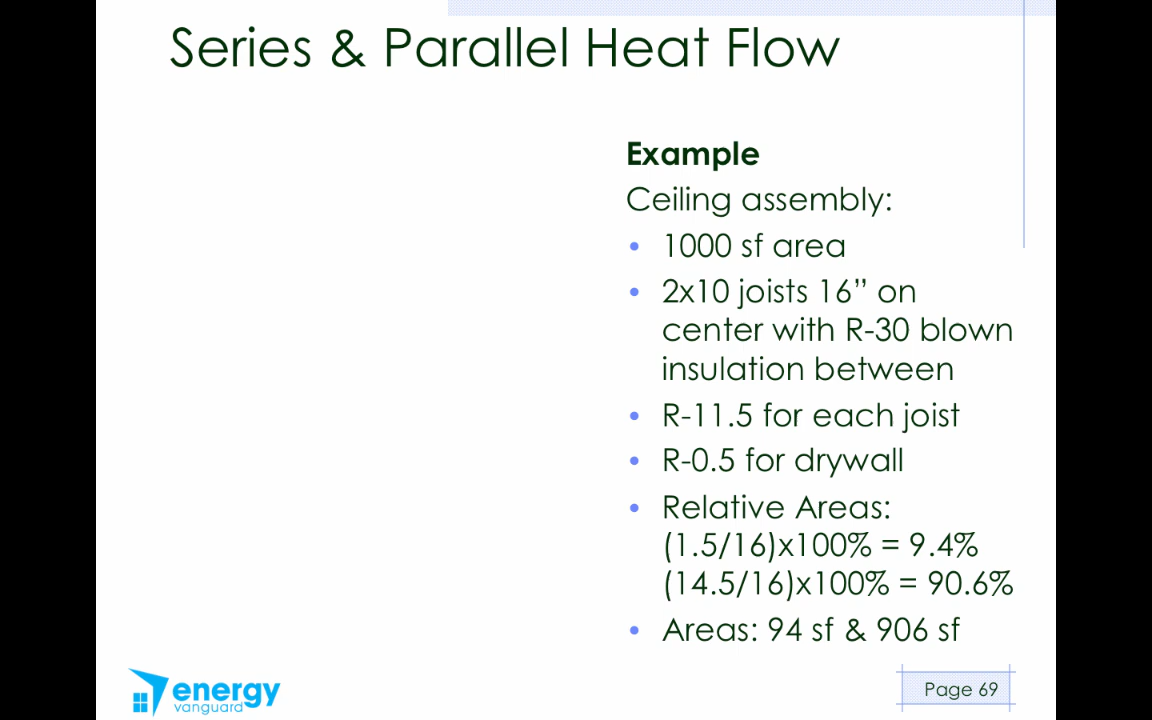 Series & Parallel Heat Flow
Example
Ceiling assembly:
• 1000 sf area
• 2x10 joists 16” on
center with R-30 blown
insulation between
• R-11.5 for each joist
• R-0.5 for drywall
• Relative Areas:
(1.5/16)x100% = 9.4%
(14.5/16)x100% = 90.6%
• Areas: 94 sf & 906 sf
energy
vanguard
Page 69